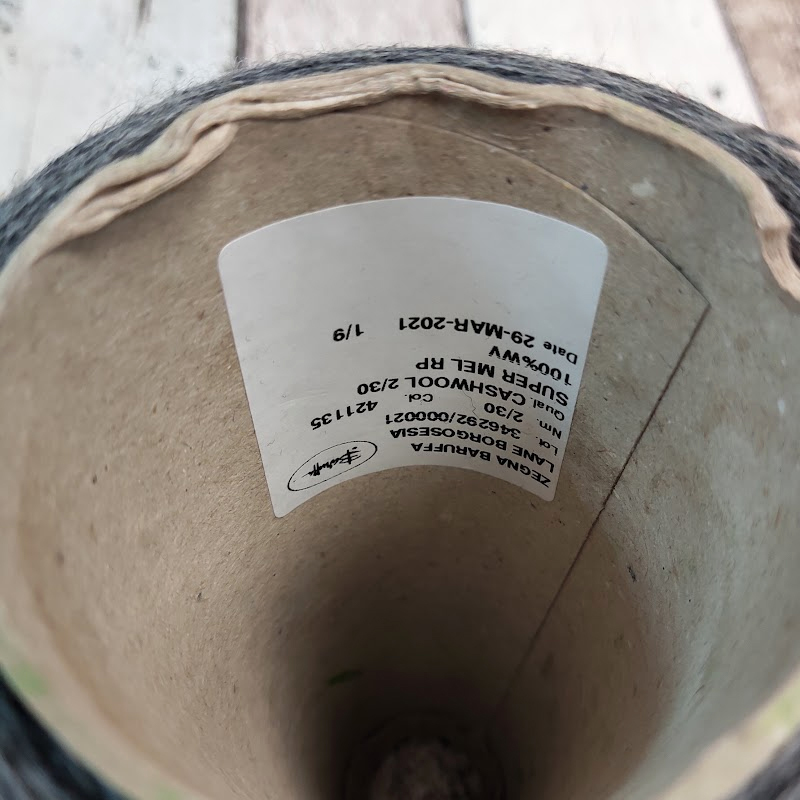 ZEGNA BARUFFA
LANE BORGOSESIA
Baruffa
Lot. 346292/000021
Nm. 2/30 Col. 421135
Qual. CASHWOOL 2/30
SUPER MEL RP
100%WV
Date 29-MAR-2021 1/9